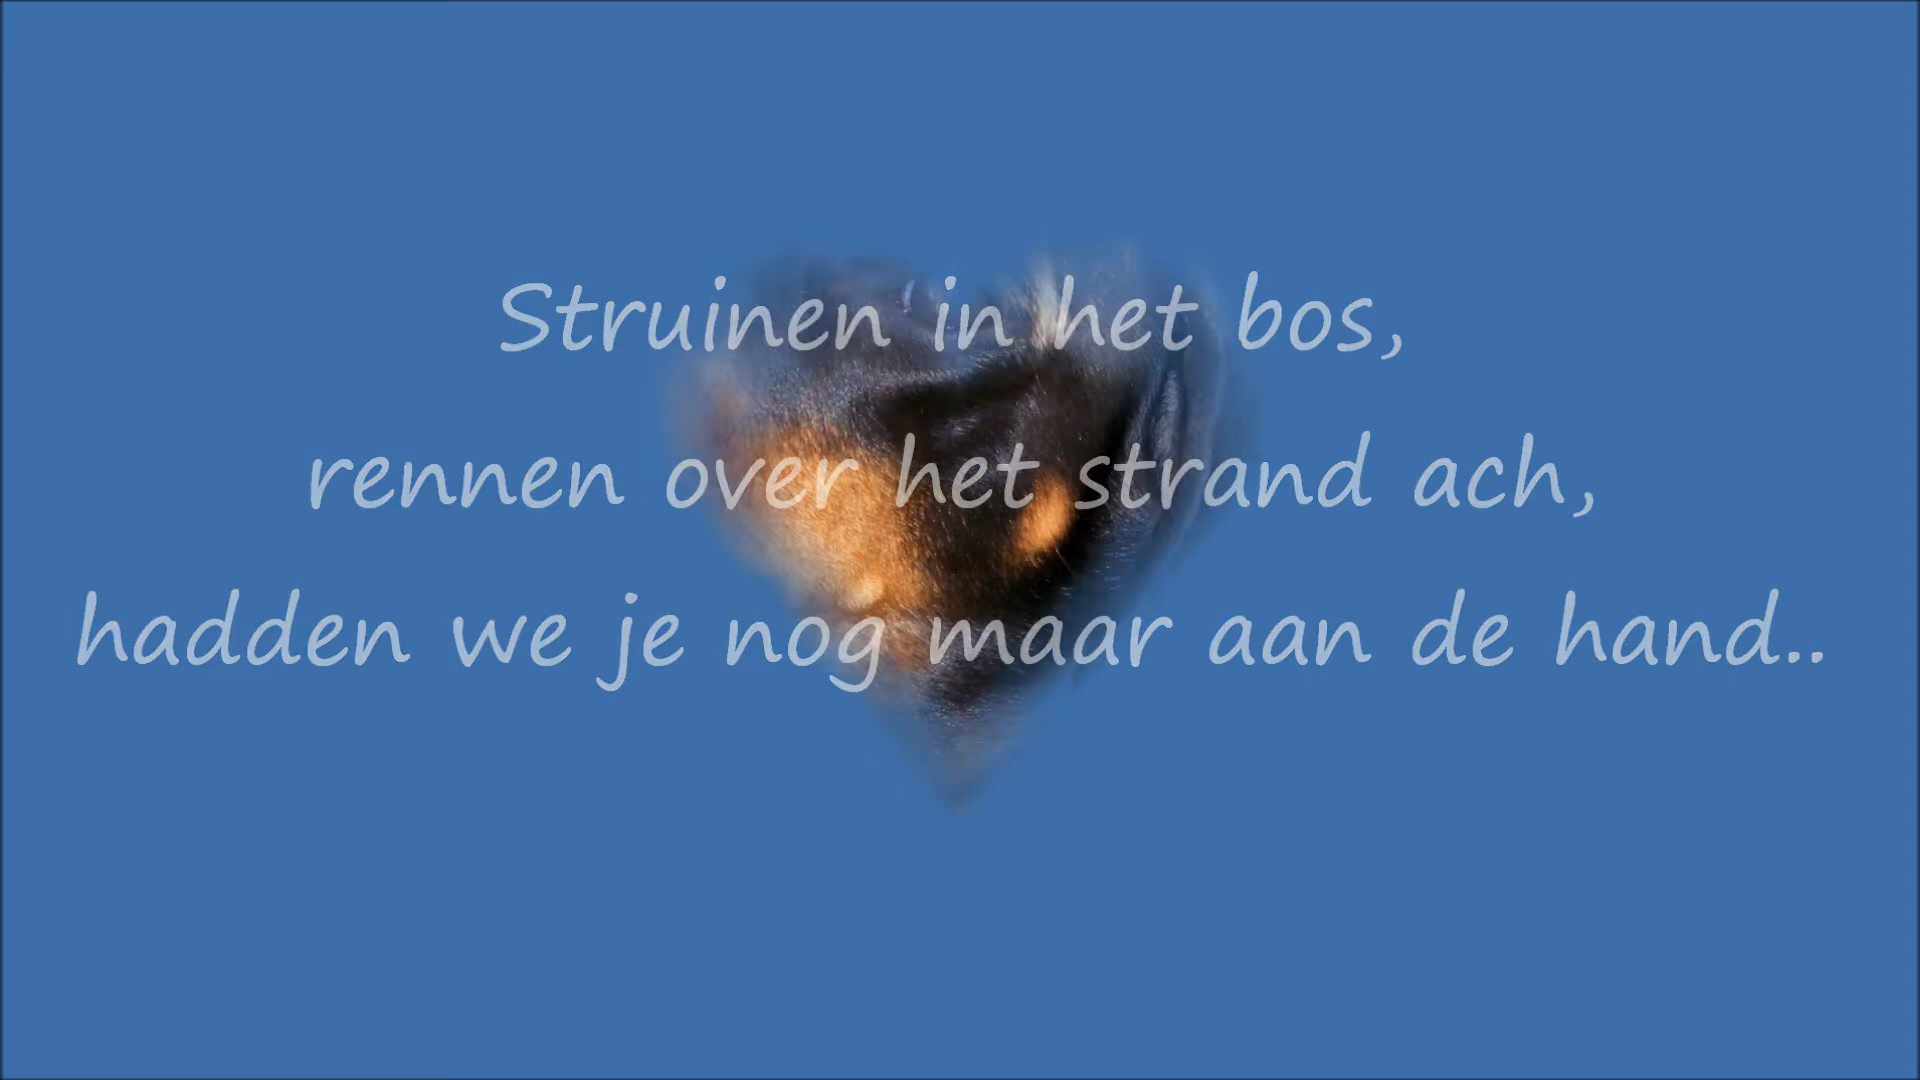 Struinen in het bos,
rennen over het strand ach,
hadden we je nog maar aan de hand..